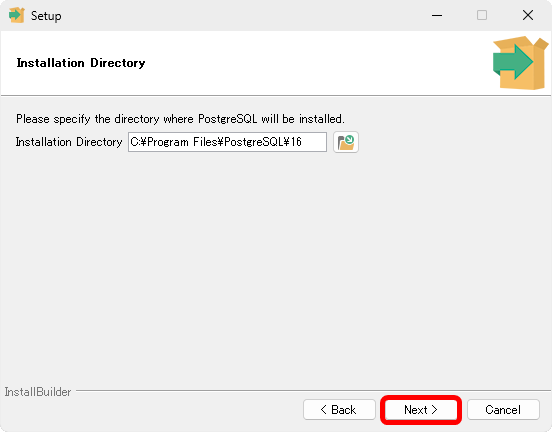 Setup
Installation Directory
Please specify the directory where PostgreSQL will be installed.
Installation Directory C:¥Program Files¥PostgreSQL¥16
InstallBuilder
< Back Next > Cancel